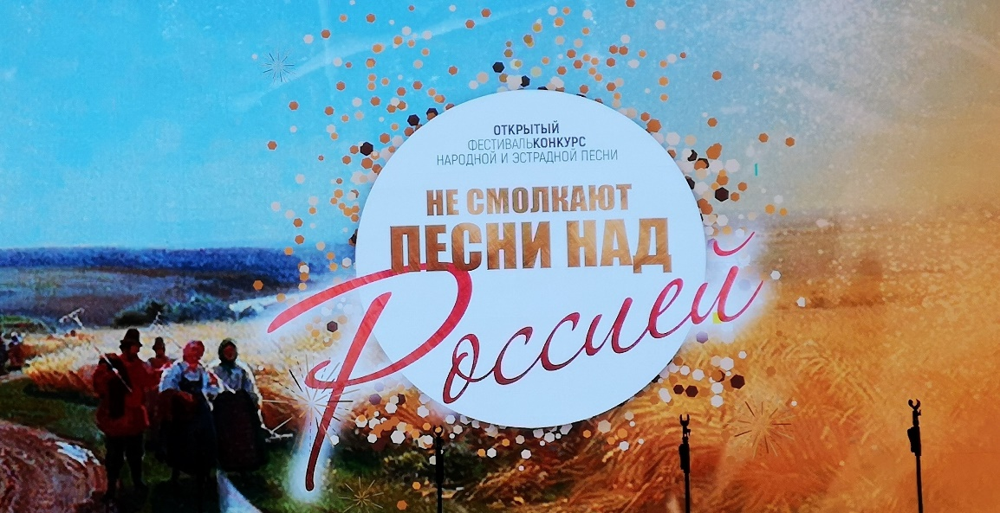 ОТКРЫТЫЙ
ФЕСТИВАЛЬКОНКУРС
НАРОДНОЙ И ЭСТРАДНОЙ ПЕСНИ
НЕ СМОЛКАЮТ
ПЕСНИ НАД
Россией